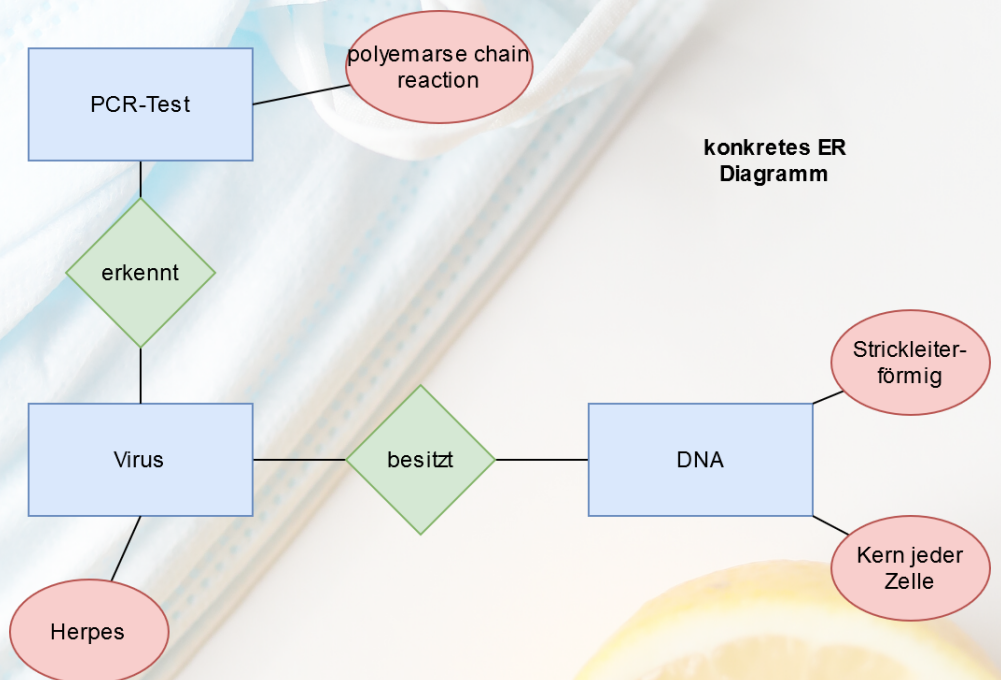 polyemarse chain
reaction
PCR-Test
konkretes ER
Diagramm
erkennt
Strickleiter-
förmig
Virus
besitzt
DNA
Kern jeder
Zelle
Herpes